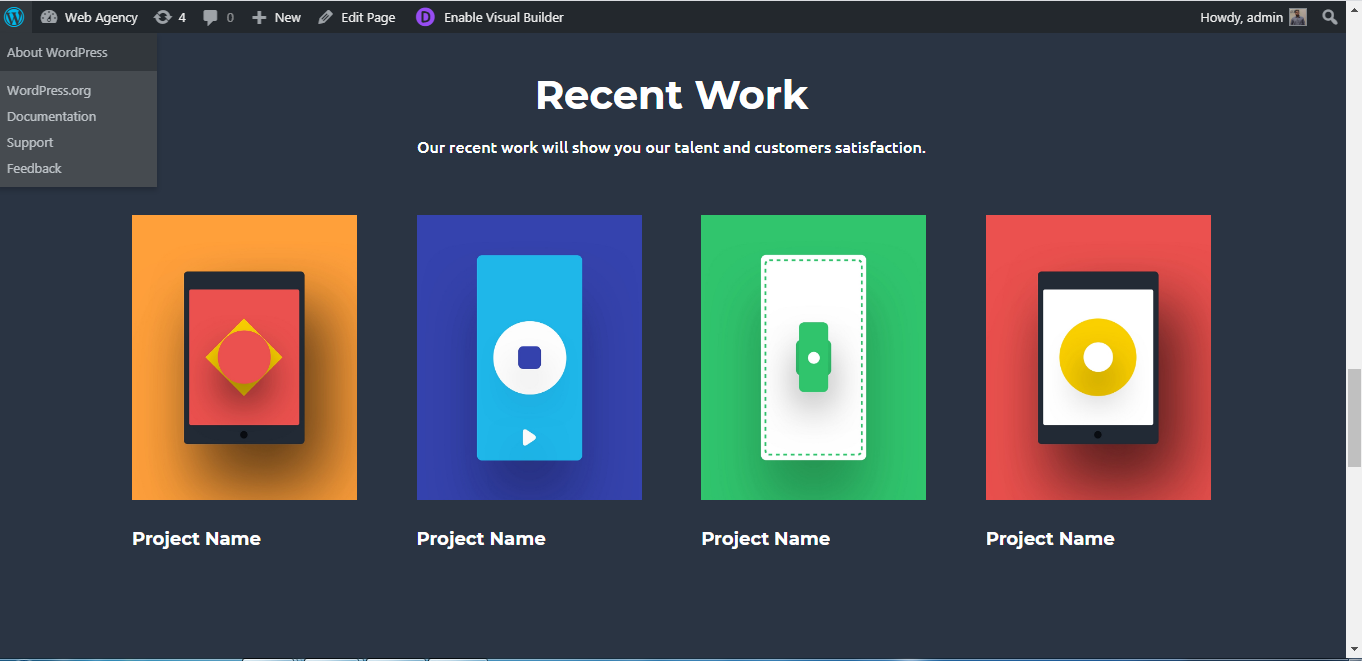 Web Agency 4 0 New Edit Page D Enable Visual Builder Howdy, admin
About WordPress
WordPress.org
Documentation
Support
Feedback
Recent Work
Our recent work will show you our talent and customers satisfaction.
Project Name Project Name Project Name Project Name